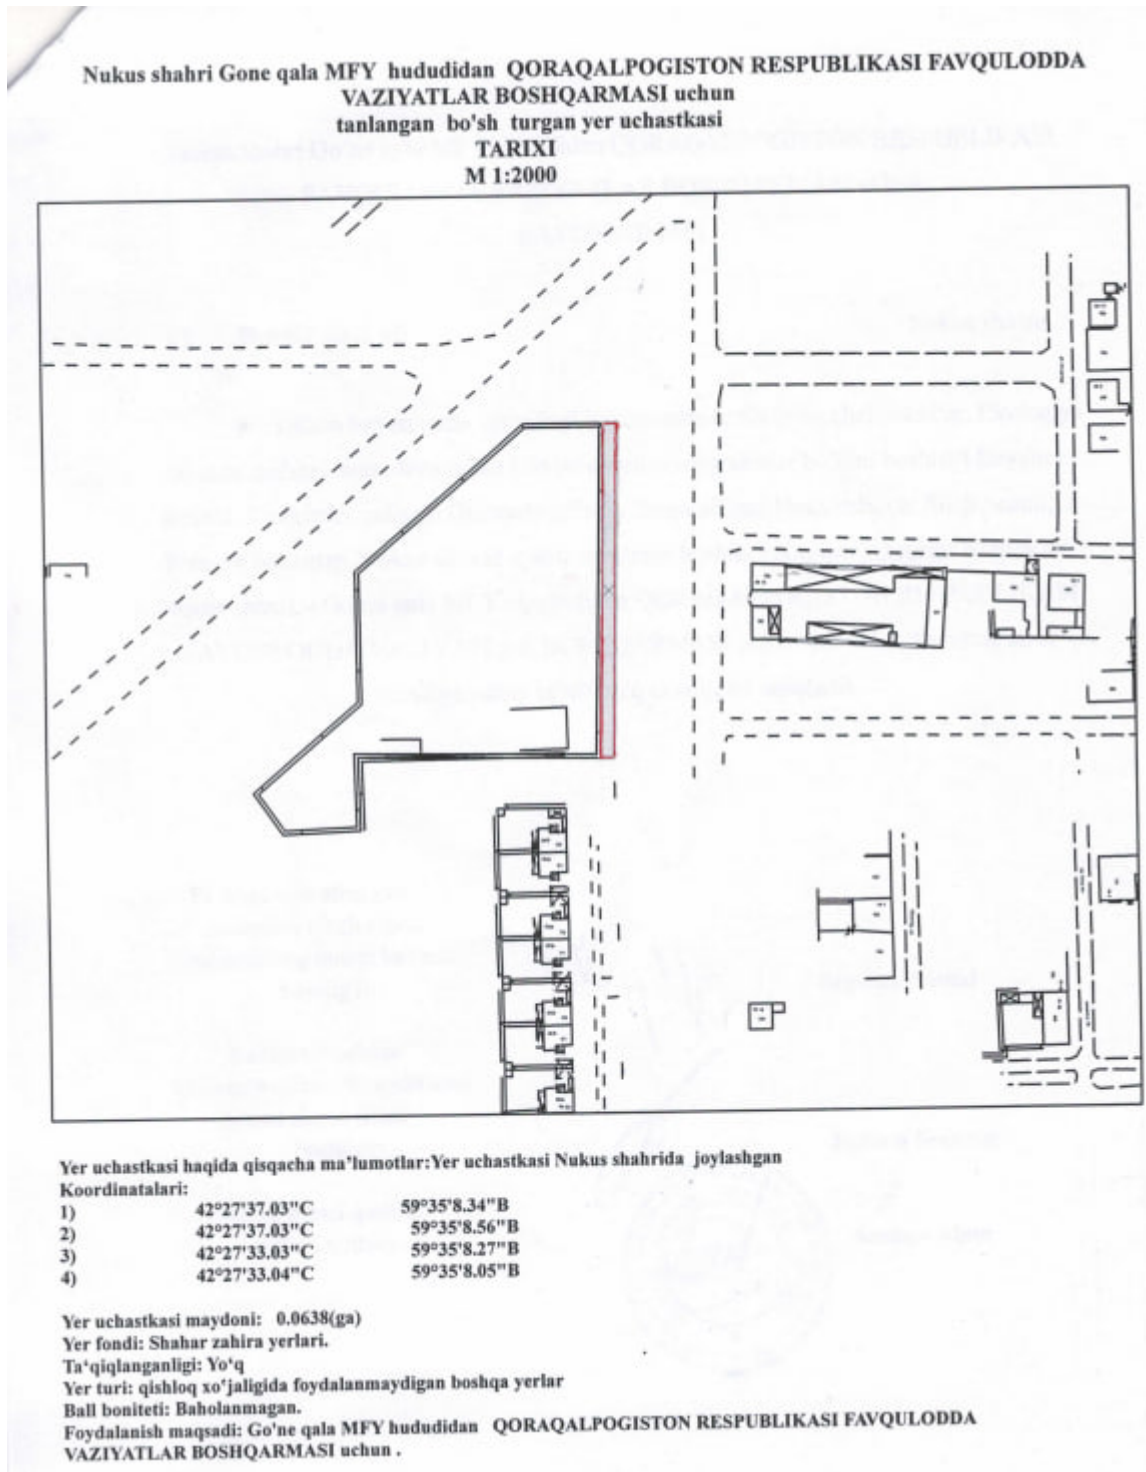 Nukus shahri Gone qala MFY hududidan QORAQALPOGISTON RESPUBLIKASI FAVQULODDA
VAZIYATLAR BOSHQARMASI uchun
tanlangan bo'sh turgan yer uchastkasi
TARIXI
M 1:2000
Yer uchastkasi haqida qisqacha ma'lumotlar:Yer uchastkasi Nukus shahrida joylashgan
Koordinatalari:
1) 42°27'37.03"C 59°35'8.34"B
2) 42°27'37.03"C 59°35'8.56"B
3) 42°27'33.03"C 59°35'8.27"B
4) 42°27'33.04"C 59°35'8.05"B
Yer uchastkasi maydoni: 0.0638(ga)
Yer fondi: Shahar zahira yerlari.
Ta‘qiqlanganligi: Yo‘q
Yer turi: qishloq xo'jaligida foydalanmaydigan boshqa yerlar
Ball boniteti: Baholanmagan.
Foydalanish maqsadi: Go'ne qala MFY hududidan QORAQALPOGISTON RESPUBLIKASI FAVQULODDA
VAZIYATLAR BOSHQARMASI uchun .